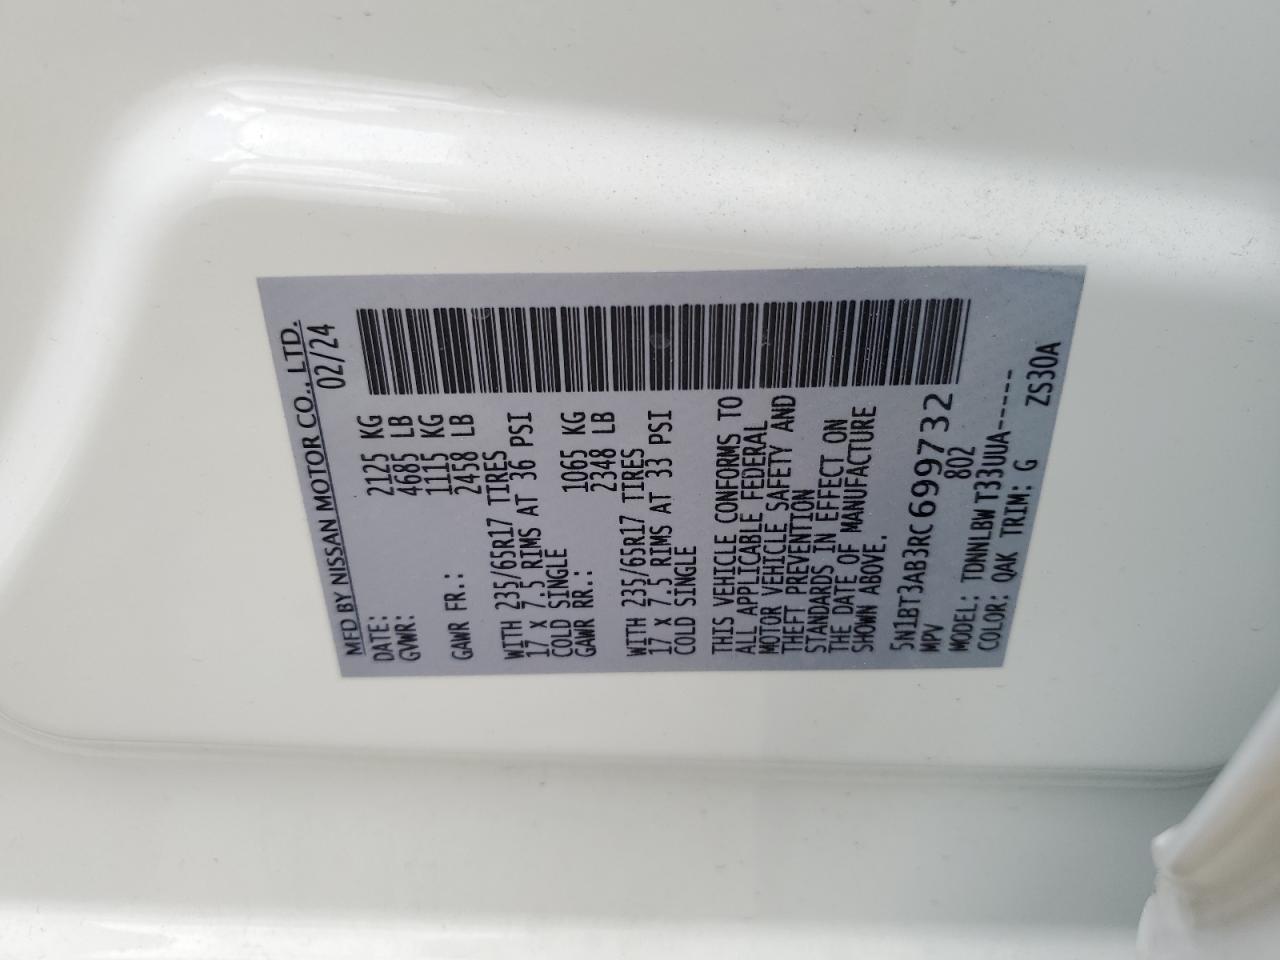 MFD BY NISSAN MOTOR CO., LTD.
DATE: 02/24
GVWR: 2125 KG
4685 LB
GAWR FR.: 1115 KG
2458 LB
WITH 235/65R17 TIRES
17 X 7.5 RIMS AT 36 PSI
COLD SINGLE
GAWR RR.: 1065 KG
2348 LB
WITH 235/65R17 TIRES
17 X 7.5 RIMS AT 33 PSI
COLD SINGLE
THIS VEHICLE CONFORMS TO
ALL APPLICABLE FEDERAL
MOTOR VEHICLE SAFETY AND
THEFT PREVENTION
STANDARDS IN EFFECT ON
THE DATE OF MANUFACTURE
SHOWN ABOVE.
5N1BT3AB3RC699732
MPV 802
MODEL: TDNNLBW T33UUA-----
COLOR: QAK TRIM: G ZS30A